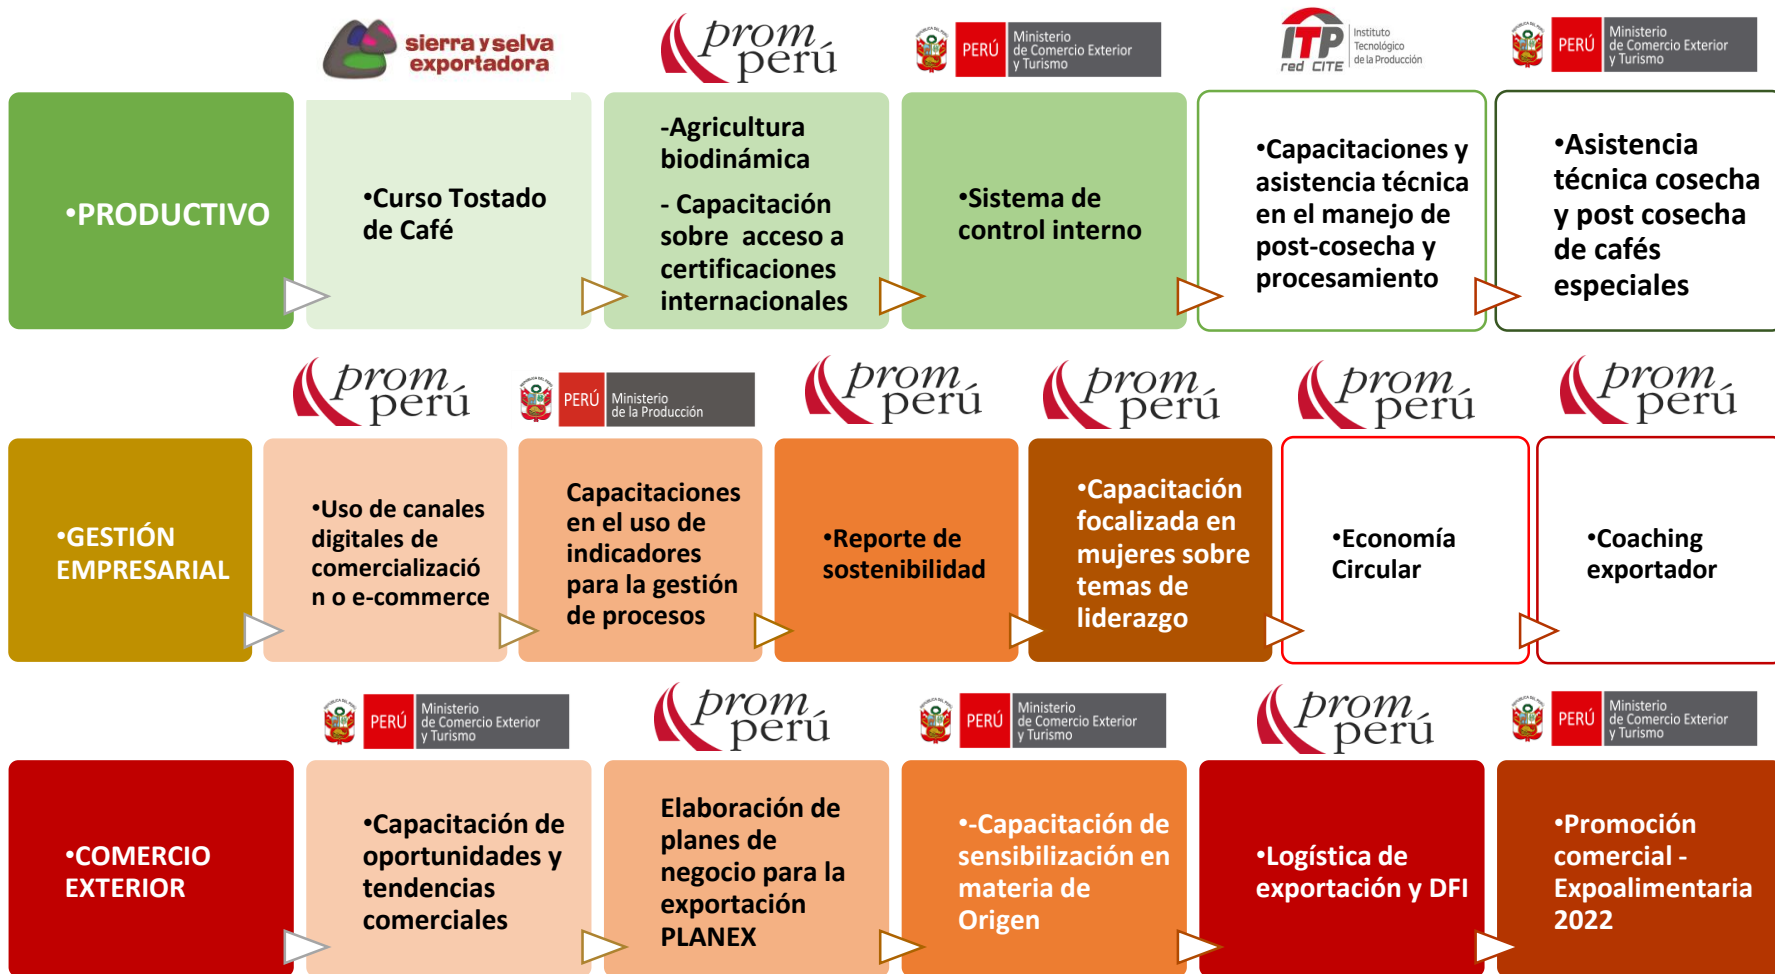 sierra y selva
exportadora
prom
perú
PERÚ
Ministerio
de Comercio Exterior
y Turismo
ITP
red CITE
Instituto
Tecnológico
de la Producción
PERÚ
Ministerio
de Comercio Exterior
y Turismo
•PRODUCTIVO
•Curso Tostado
de Café
-Agricultura
biodinámica
- Capacitación
sobre acceso a
certificaciones
internacionales
•Sistema de
control interno
•Capacitaciones y
asistencia técnica
en el manejo de
post-cosecha y
procesamiento
•Asistencia
técnica cosecha
y post cosecha
de cafés
especiales
prom
perú
PERÚ
Ministerio
de la Producción
prom
perú
prom
perú
prom
perú
prom
perú
•GESTIÓN
EMPRESARIAL
•Uso de canales
digitales de
comercializació
n o e-commerce
Capacitaciones
en el uso de
indicadores
para la gestión
de procesos
•Reporte de
sostenibilidad
•Capacitación
focalizada en
mujeres sobre
temas de
liderazgo
•Economía
Circular
•Coaching
exportador
PERÚ
Ministerio
de Comercio Exterior
y Turismo
prom
perú
PERÚ
Ministerio
de Comercio Exterior
y Turismo
prom
perú
PERÚ
Ministerio
de Comercio Exterior
y Turismo
•COMERCIO
EXTERIOR
•Capacitación de
oportunidades y
tendencias
comerciales
Elaboración de
planes de
negocio para la
exportación
PLANEX
•-Capacitación de
sensibilización en
materia de
Origen
•Logística de
exportación y DFI
•Promoción
comercial -
Expoalimentaria
2022